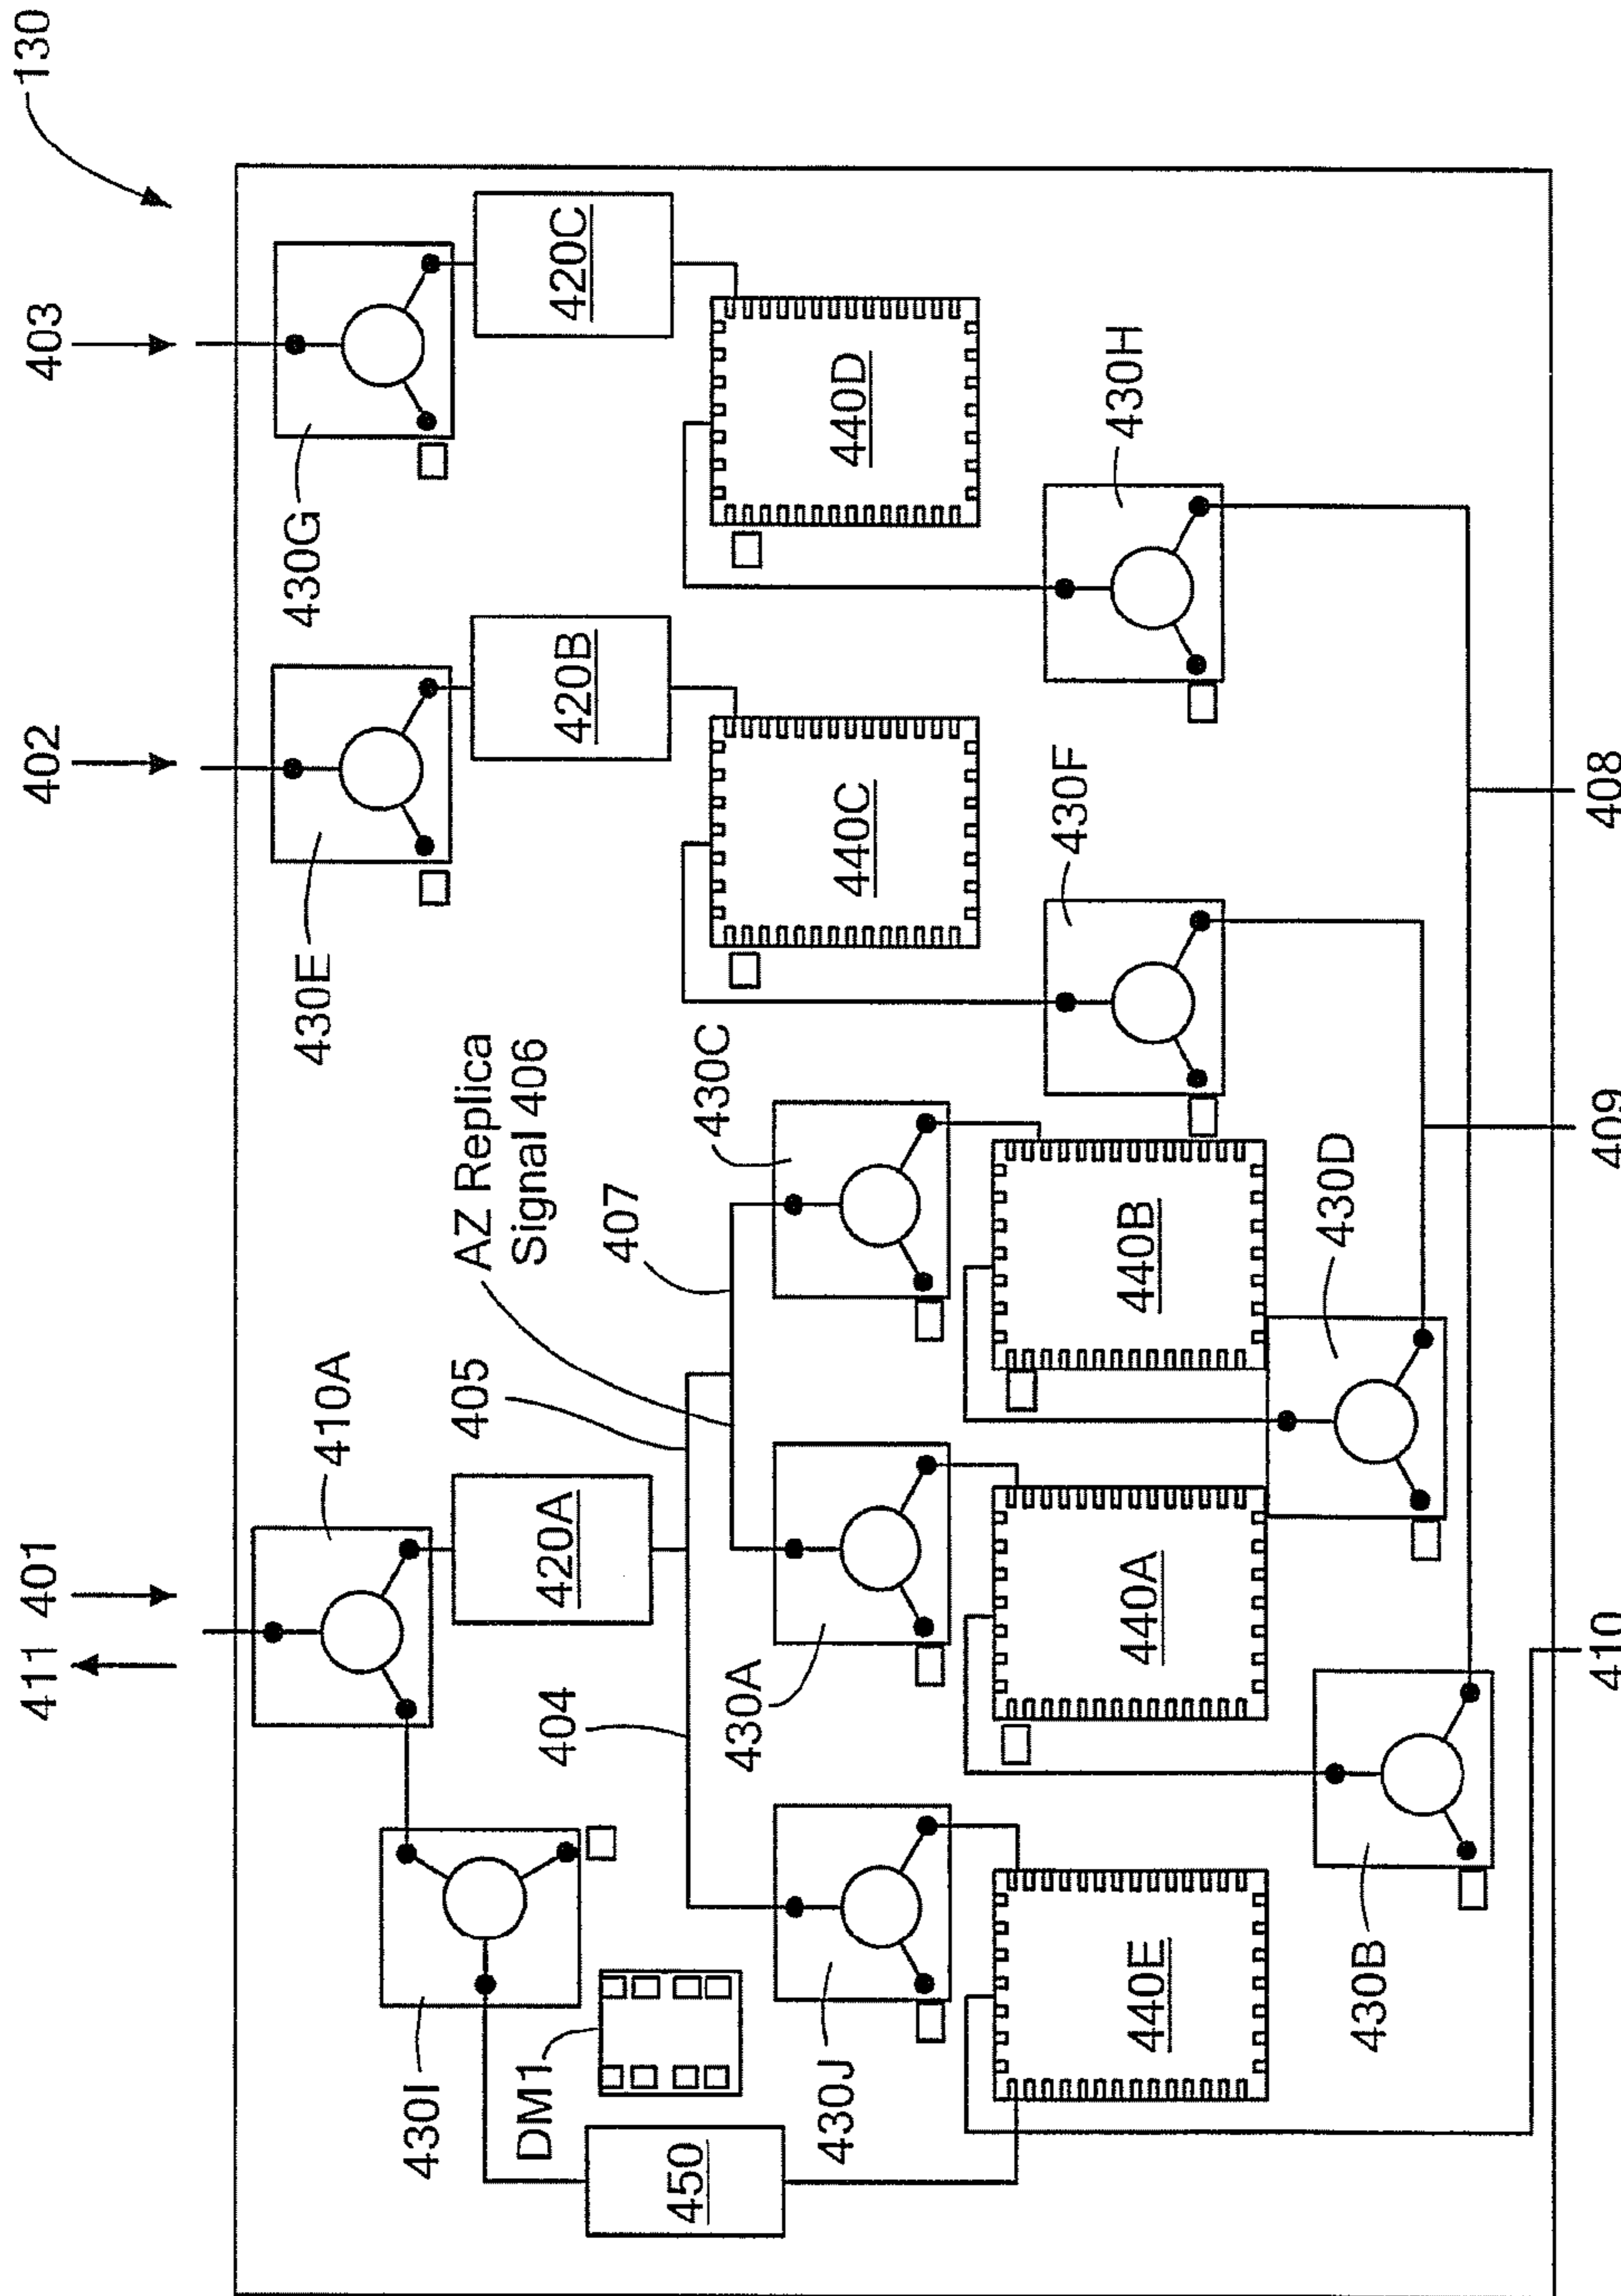 130
411
401
402
403
410A
430E
430G
420C
420B
420A
430I
DM1
450
404
405
AZ Replica
Signal 406
407
430C
440D
440C
430J
430A
430H
430F
440E
440A
440B
430D
430B
410
409
408